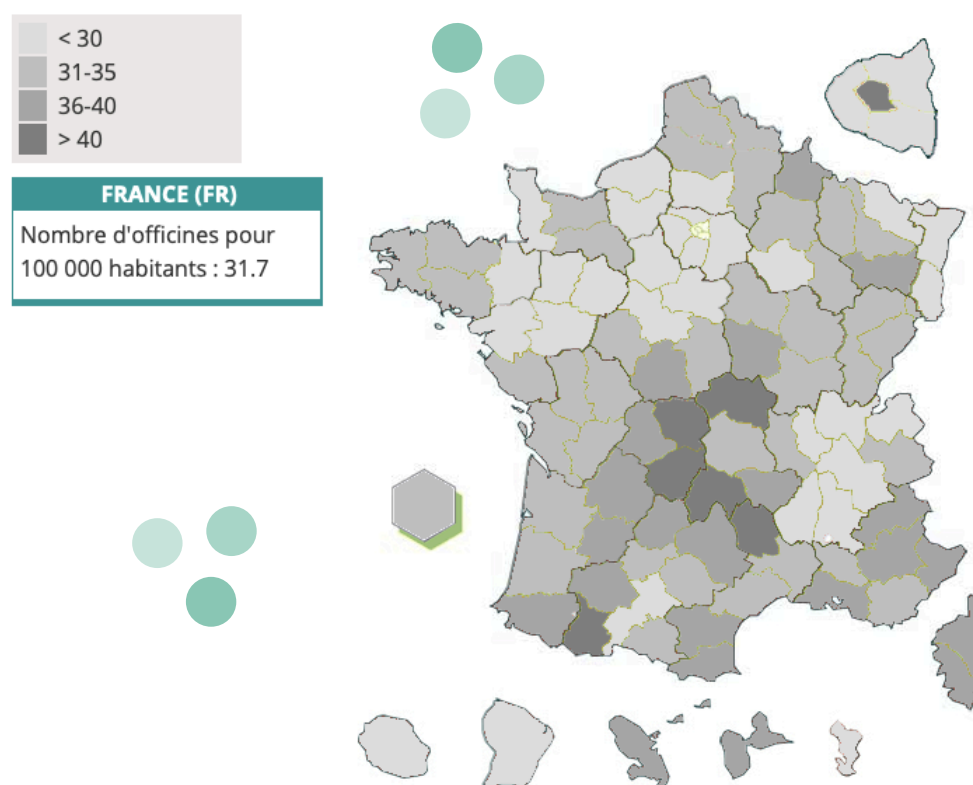 < 30
31-35
36-40
> 40
FRANCE (FR)
Nombre d'officines pour
100 000 habitants : 31.7